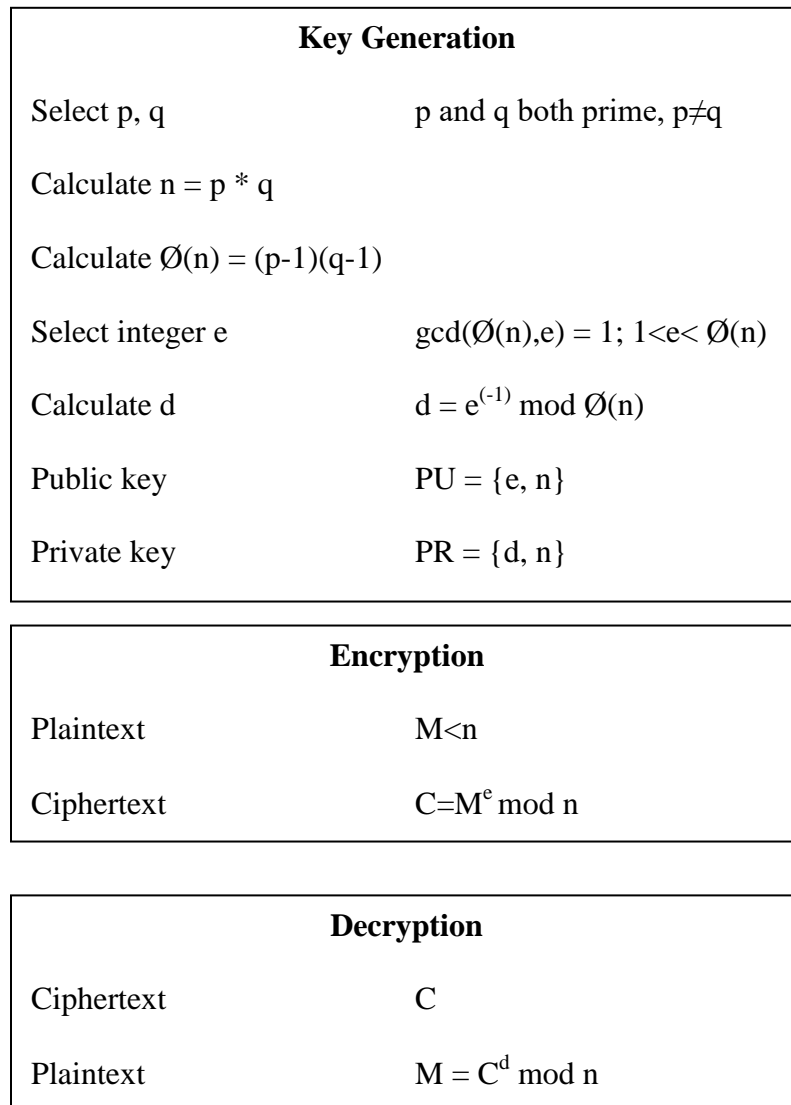 Key Generation
Select p, q p and q both prime, p≠q
Calculate n = p * q
Calculate Ø(n) = (p-1)(q-1)
Select integer e gcd(Ø(n),e) = 1; 1<e< Ø(n)
Calculate d d = e^(-1) mod Ø(n)
Public key PU = {e, n}
Private key PR = {d, n}
Encryption
Plaintext M<n
Ciphertext C=M^e mod n
Decryption
Ciphertext C
Plaintext M = C^d mod n